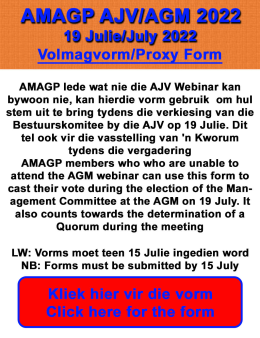 AMAGP AJV/AGM 2022
19 Julie/July 2022
Volmagvorm/Proxy Form
AMAGP lede wat nie die AJV Webinar kan
bywoon nie, kan hierdie vorm gebruik om hul
stem uit te bring tydens die verkiesing van die
Bestuurskomitee by die AJV op 19 Julie. Dit
tel ook vir die vasstelling van 'n Kworum
tydens die vergadering
AMAGP members who who are unable to
attend the AGM webinar can use this form to
cast their vote during the election of the Man-
agement Committee at the AGM on 19 July. It
also counts towards the determination of a
Quorum during the meeting
LW: Vorms moet teen 15 Julie ingedien word
NB: Forms must be submitted by 15 July
Kliek hier vir die vorm
Click here for the form